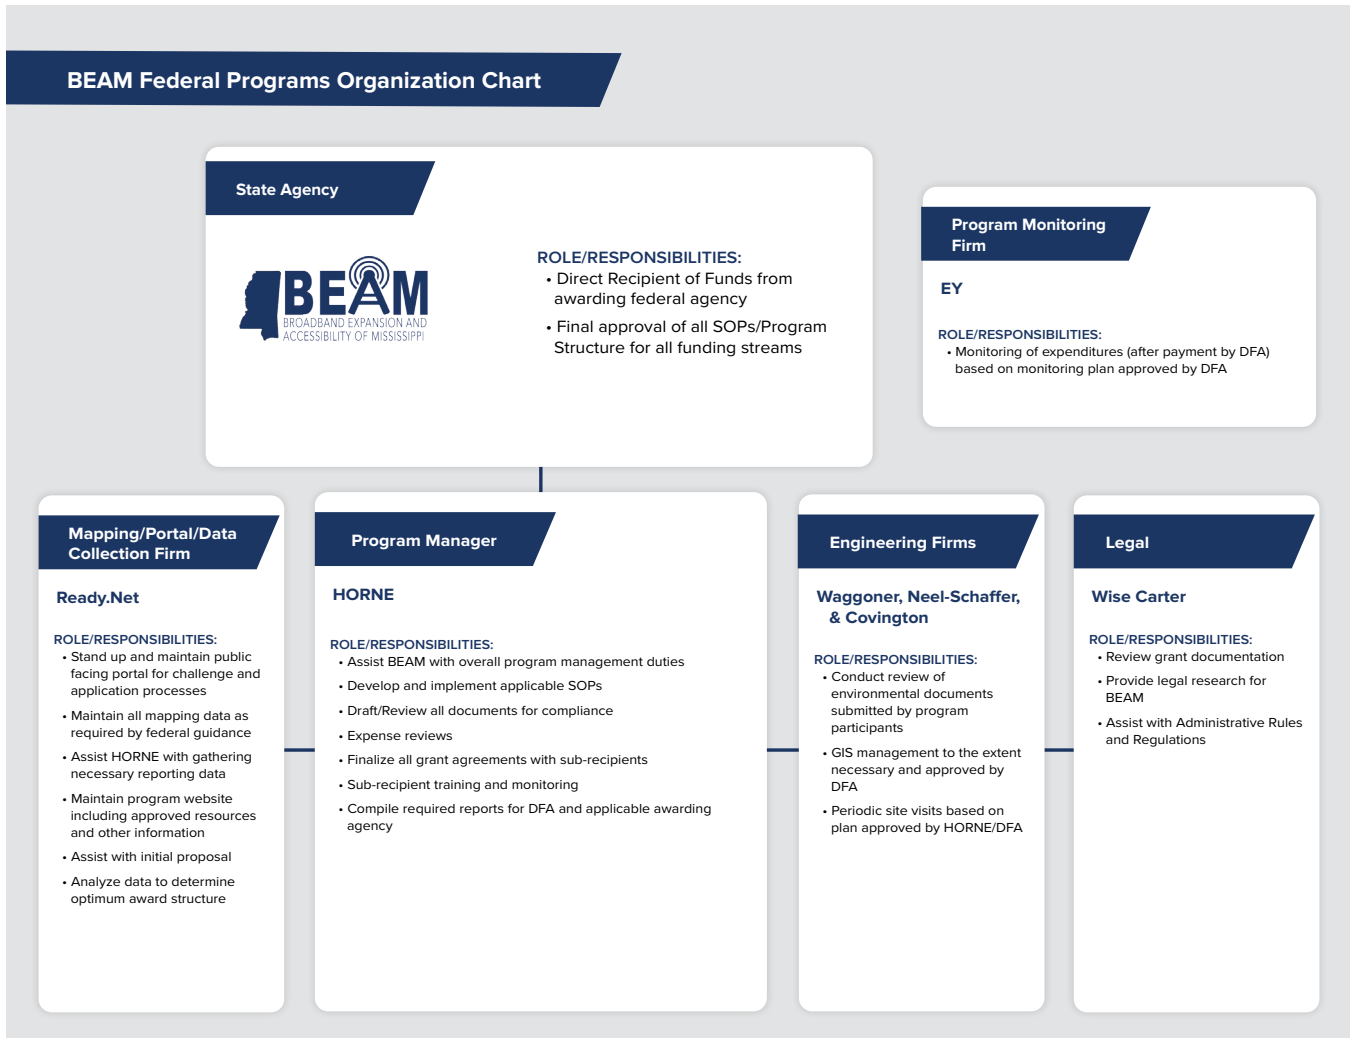 BEAM Federal Programs Organization Chart
State Agency
BEAM
BROADBAND EXPANSION AND
ACCESSIBILITY OF MISSISSIPPI
ROLE/RESPONSIBILITIES:
• Direct Recipient of Funds from
awarding federal agency
• Final approval of all SOPs/Program
Structure for all funding streams
Program Monitoring
Firm
EY
ROLE/RESPONSIBILITIES:
• Monitoring of expenditures (after payment by DFA)
based on monitoring plan approved by DFA
Mapping/Portal/Data
Collection Firm
Ready.Net
ROLE/RESPONSIBILITIES:
• Stand up and maintain public
facing portal for challenge and
application processes
• Maintain all mapping data as
required by federal guidance
• Assist HORNE with gathering
necessary reporting data
• Maintain program website
including approved resources
and other information
• Assist with initial proposal
• Analyze data to determine
optimum award structure
Program Manager
HORNE
ROLE/RESPONSIBILITIES:
• Assist BEAM with overall program management duties
• Develop and implement applicable SOPs
• Draft/Review all documents for compliance
• Expense reviews
• Finalize all grant agreements with sub-recipients
• Sub-recipient training and monitoring
• Compile required reports for DFA and applicable awarding
agency
Engineering Firms
Waggoner, Neel-Schaffer,
& Covington
ROLE/RESPONSIBILITIES:
• Conduct review of
environmental documents
submitted by program
participants
• GIS management to the extent
necessary and approved by
DFA
• Periodic site visits based on
plan approved by HORNE/DFA
Legal
Wise Carter
ROLE/RESPONSIBILITIES:
• Review grant documentation
• Provide legal research for
BEAM
• Assist with Administrative Rules
and Regulations